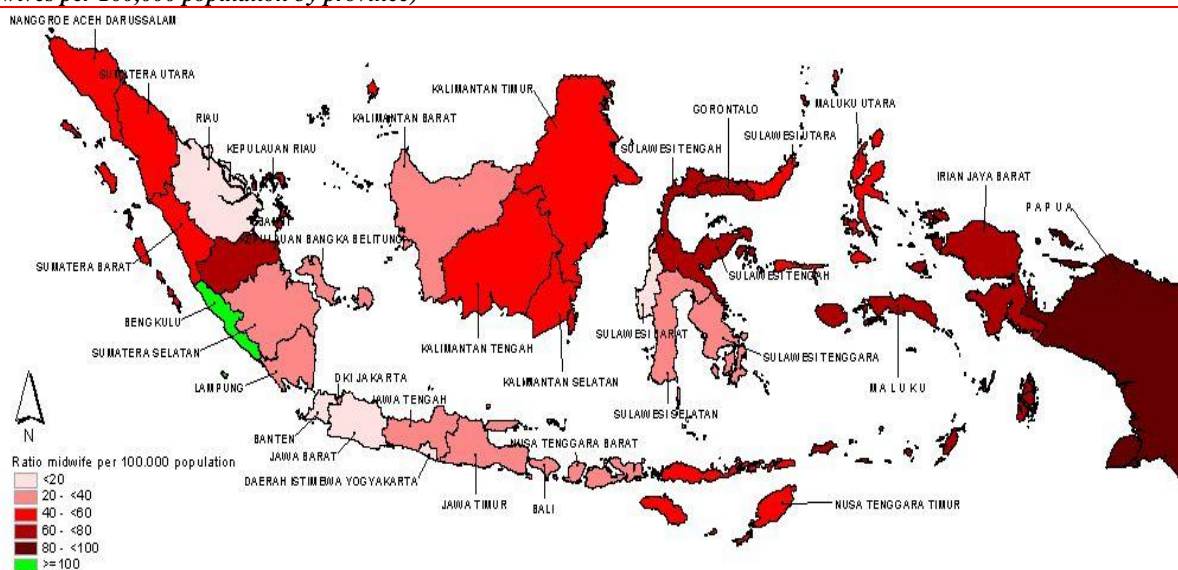 wives per 100,000 population by province)
NANGGROE ACEH DARUSSALAM
SUMATERA UTARA
RIAU
KEPULAUAN RIAU
KALIMANTAN BARAT
KALIMANTAN TIMUR
GORONTALO
MALUKU UTARA
SULAWESI UTARA
SULAWESI TENGAH
IRIAN JAYA BARAT
PAPUA
KEPULAUAN BANGKA BELITUNG
SUMATERA BARAT
SULAWESI TENGAH
BENGKULU
SULAWESI BARAT
SUMATERA SELATAN
KALIMANTAN TENGAH
SULAWESI TENGGARA
LAMPUNG
DKI JAKARTA
KALIMANTAN SELATAN
MALUKU
JAWA TENGAH
SULAWESI SELATAN
BANTEN
NUSA TENGGARA BARAT
JAWA BARAT
DAERAH ISTIMEWA YOGYAKARTA
JAWA TIMUR
BALI
NUSA TENGGARA TIMUR
N
Ratio midwife per 100.000 population
<20
20 - <40
40 - <60
60 - <80
80 - <100
>=100